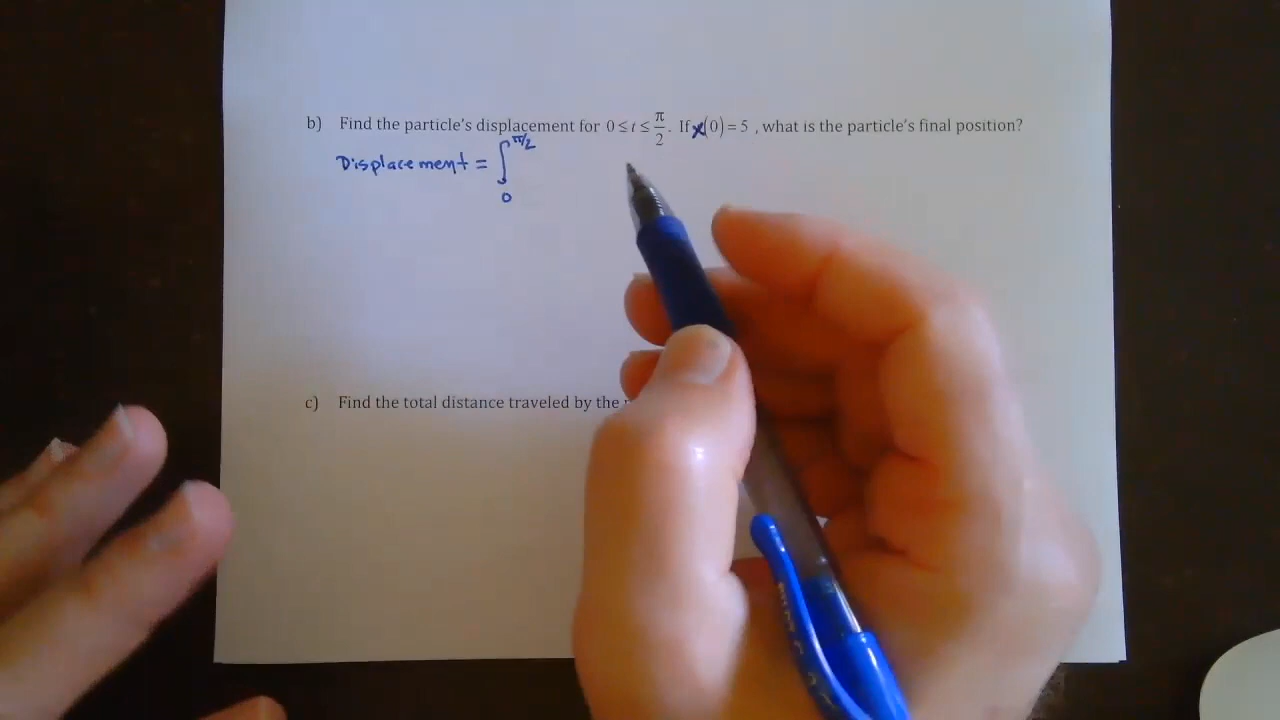 b) Find the particle's displacement for 0 ≤ t ≤ π/2. If x(0) = 5 , what is the particle's final position?
Displacement = ∫₀^π/2
c) Find the total distance traveled by the